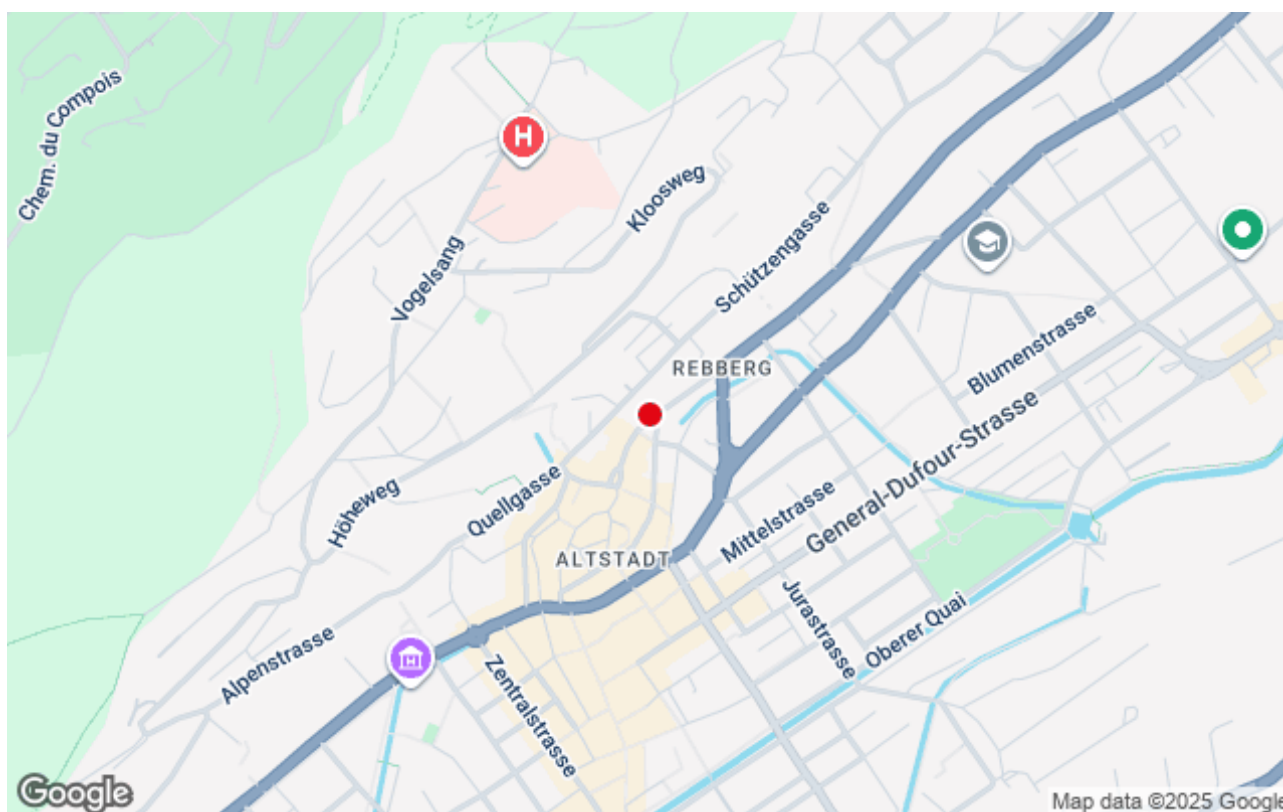 Chem. du Compois
H
Kloosweg
Vogelsang
Schützengasse
REBBERG
Blumenstrasse
Höheweg
Quellgasse
Mittelstrasse
General-Dufour-Strasse
ALTSTADT
Jurastrasse
Oberer Quai
Alpenstrasse
Zentralstrasse
Google
Map data ©2025 Google